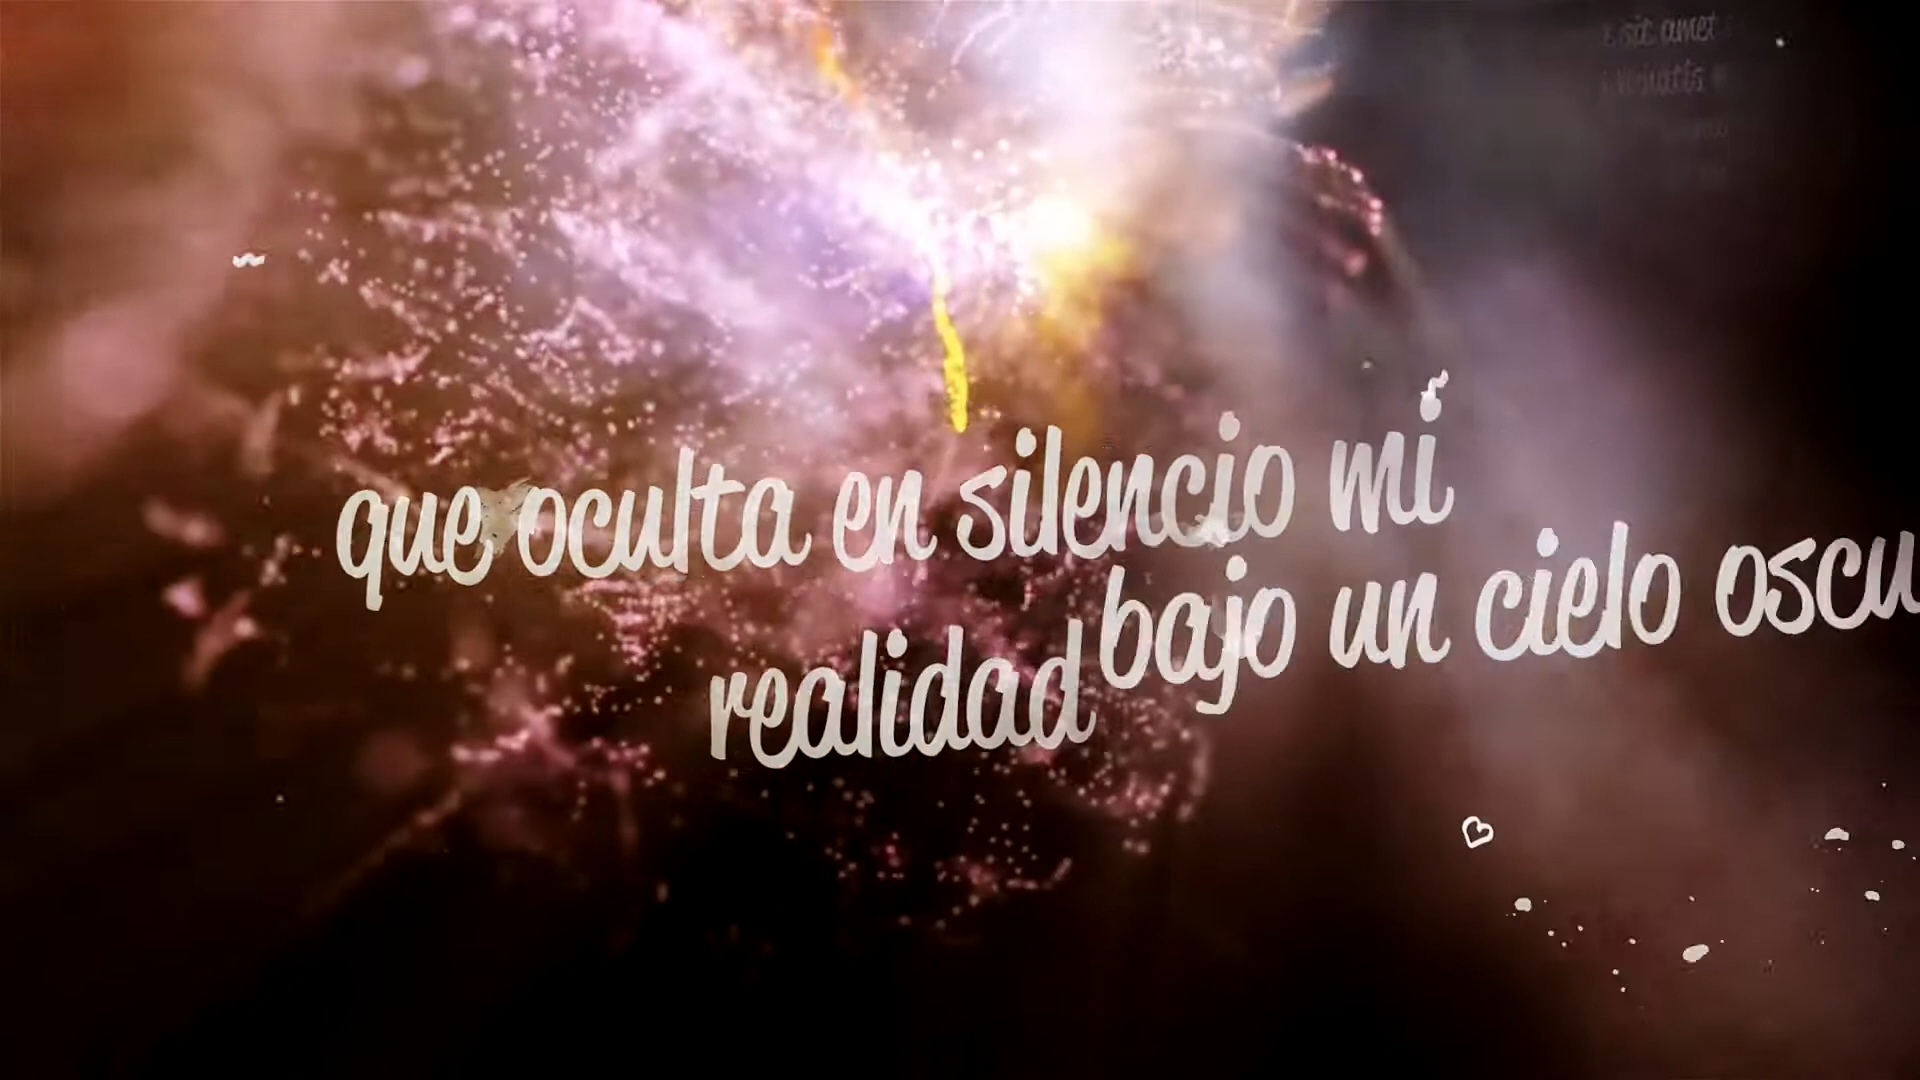 sit amet
que oculta en silencio mi
realidad
bajo un cielo oscu